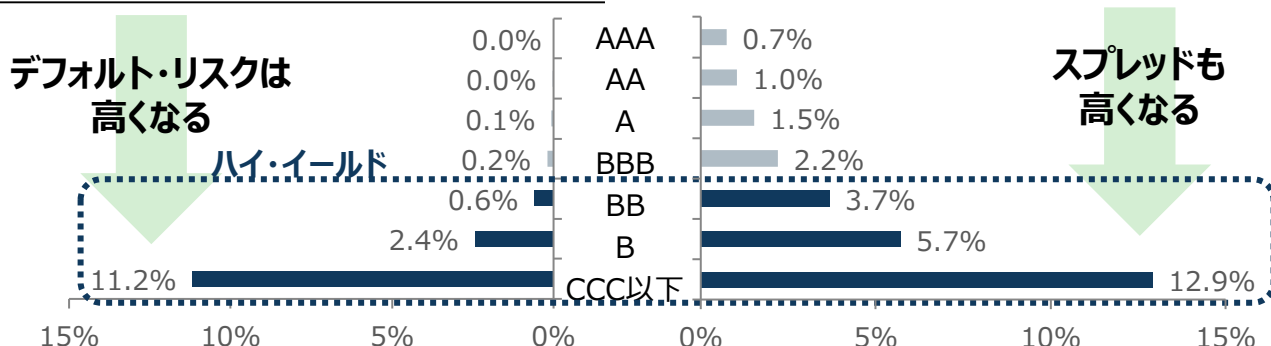 デフォルト・リスクは
高くなる
スプレッドも
高くなる
ハイ・イールド
0.0% AAA 0.7%
0.0% AA 1.0%
0.1% A 1.5%
0.2% BBB 2.2%
0.6% BB 3.7%
2.4% B 5.7%
11.2% CCC以下 12.9%
15% 10% 5% 0% 0% 5% 10% 15%